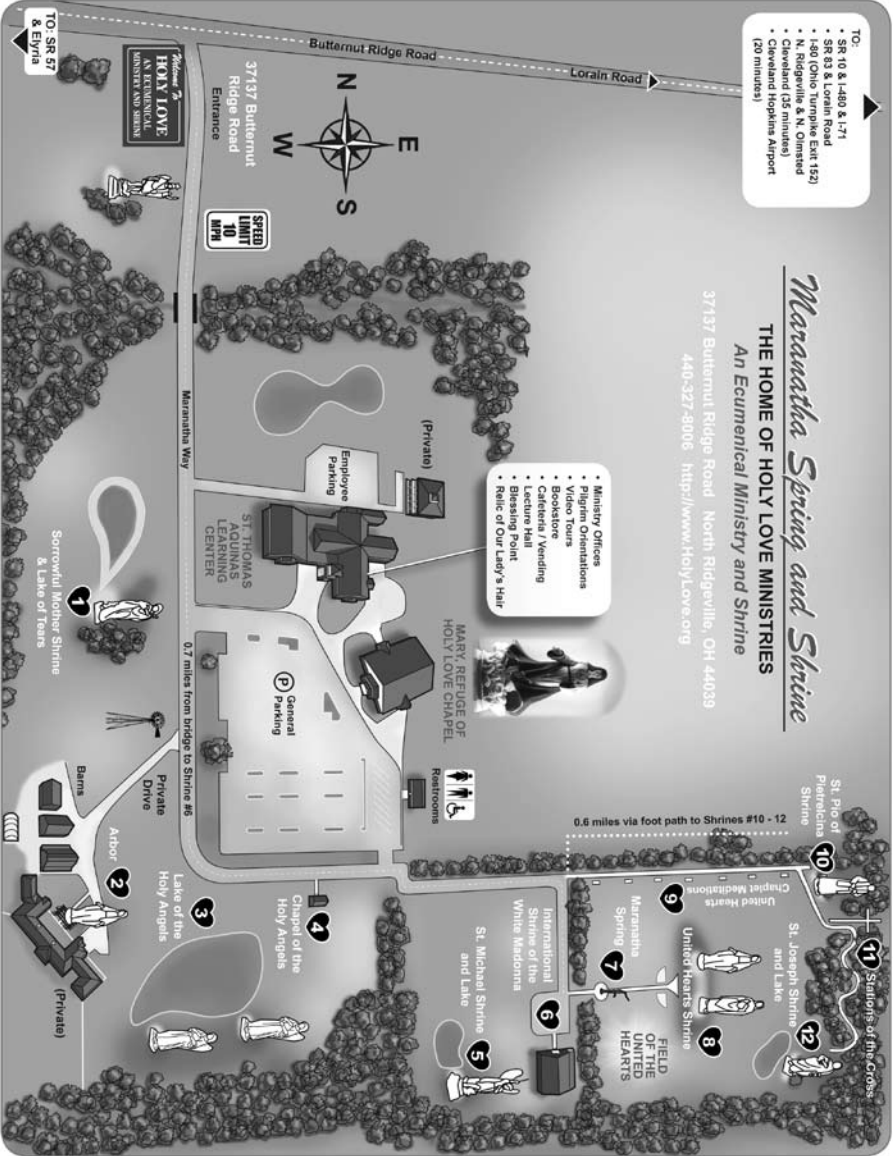 Maranatha Spring and Shrine
THE HOME OF HOLY LOVE MINISTRIES
An Ecumenical Ministry and Shrine
37137 Butternut Ridge Road North Ridgeville, OH 44039
440-327-8006 http://www.HolyLove.org
TO:
• SR 10 & I-480 & I-71
• SR 83 & Lorain Road
• I-80 (Ohio Turnpike Exit 152)
• N. Ridgeville & N. Olmsted
• Cleveland (35 minutes)
• Cleveland Hopkins Airport
(20 minutes)
Lorain Road
Butternut Ridge Road
TO: SR 57
& Elyria
N
E
S
W
37137 Butternut
Ridge Road
Entrance
Welcome To
HOLY LOVE
AN ECUMENICAL
MINISTRY AND SHRINE
SPEED
LIMIT
10
MPH
Maranatha Way
• Ministry Offices
• Pilgrim Orientations
• Video Tours
• Bookstore
• Cafeteria / Vending
• Lecture Hall
• Blessing Point
• Relic of Our Lady's Hair
(Private)
Employee
Parking
ST. THOMAS
AQUINAS
LEARNING
CENTER
MARY, REFUGE OF
HOLY LOVE CHAPEL
P
General
Parking
Restrooms
0.7 miles from bridge to Shrine #6
1
Sorrowful Mother Shrine
& Lake of Tears
Private
Drive
Barns
Arbor
2
(Private)
3
Lake of the
Holy Angels
4
Chapel of the
Holy Angels
St. Michael Shrine
and Lake
5
International
Shrine of the
White Madonna
6
Maranatha
Spring
7
United Hearts Shrine
8
FIELD
OF THE
UNITED
HEARTS
9
United Hearts
Chaplet Meditations
0.6 miles via foot path to Shrines #10 - 12
St. Pio of
Pietrelcina
Shrine
10
11
Stations of the Cross
St. Joseph Shrine
and Lake
12